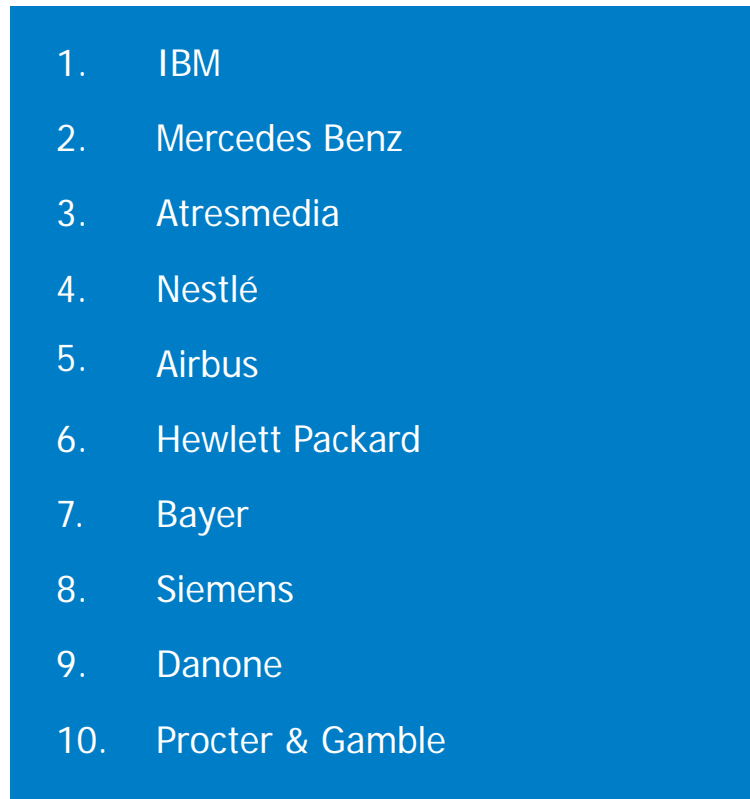 1. IBM
2. Mercedes Benz
3. Atresmedia
4. Nestlé
5. Airbus
6. Hewlett Packard
7. Bayer
8. Siemens
9. Danone
10. Procter & Gamble